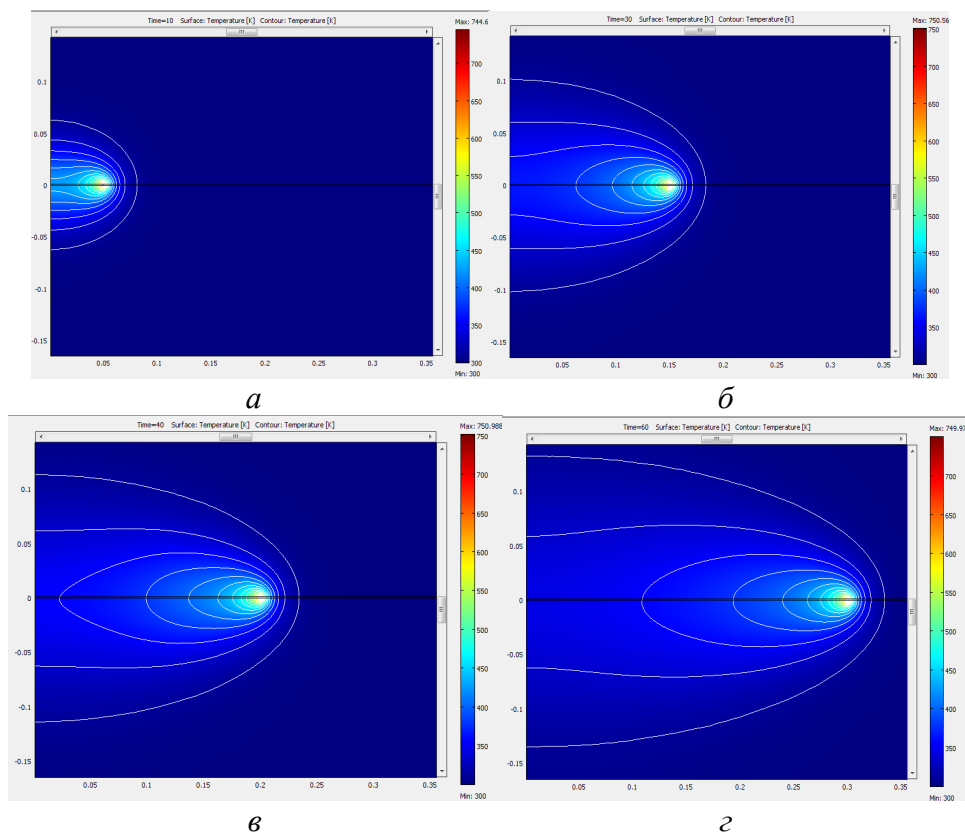 Time=10 Surface: Temperature [K] Contour: Temperature [K]
Max: 744.6
0.1
0.05
0
-0.05
-0.1
-0.15
0.05 0.1 0.15 0.2 0.25 0.3 0.35
700
650
600
550
500
450
400
350
300
Min: 300
а
Time=30 Surface: Temperature [K] Contour: Temperature [K]
Max: 750.56
0.1
0.05
0
-0.05
-0.1
-0.15
0.05 0.1 0.15 0.2 0.25 0.3 0.35
750
700
650
600
550
500
450
400
350
Min: 300
б
Time=40 Surface: Temperature [K] Contour: Temperature [K]
Max: 750.988
0.1
0.05
0
-0.05
-0.1
-0.15
0.05 0.1 0.15 0.2 0.25 0.3 0.35
750
700
650
600
550
500
450
400
350
Min: 300
в
Time=60 Surface: Temperature [K] Contour: Temperature [K]
Max: 749.97
0.1
0.05
0
-0.05
-0.1
-0.15
0.05 0.1 0.15 0.2 0.25 0.3 0.35
700
650
600
550
500
450
400
350
Min: 300
г